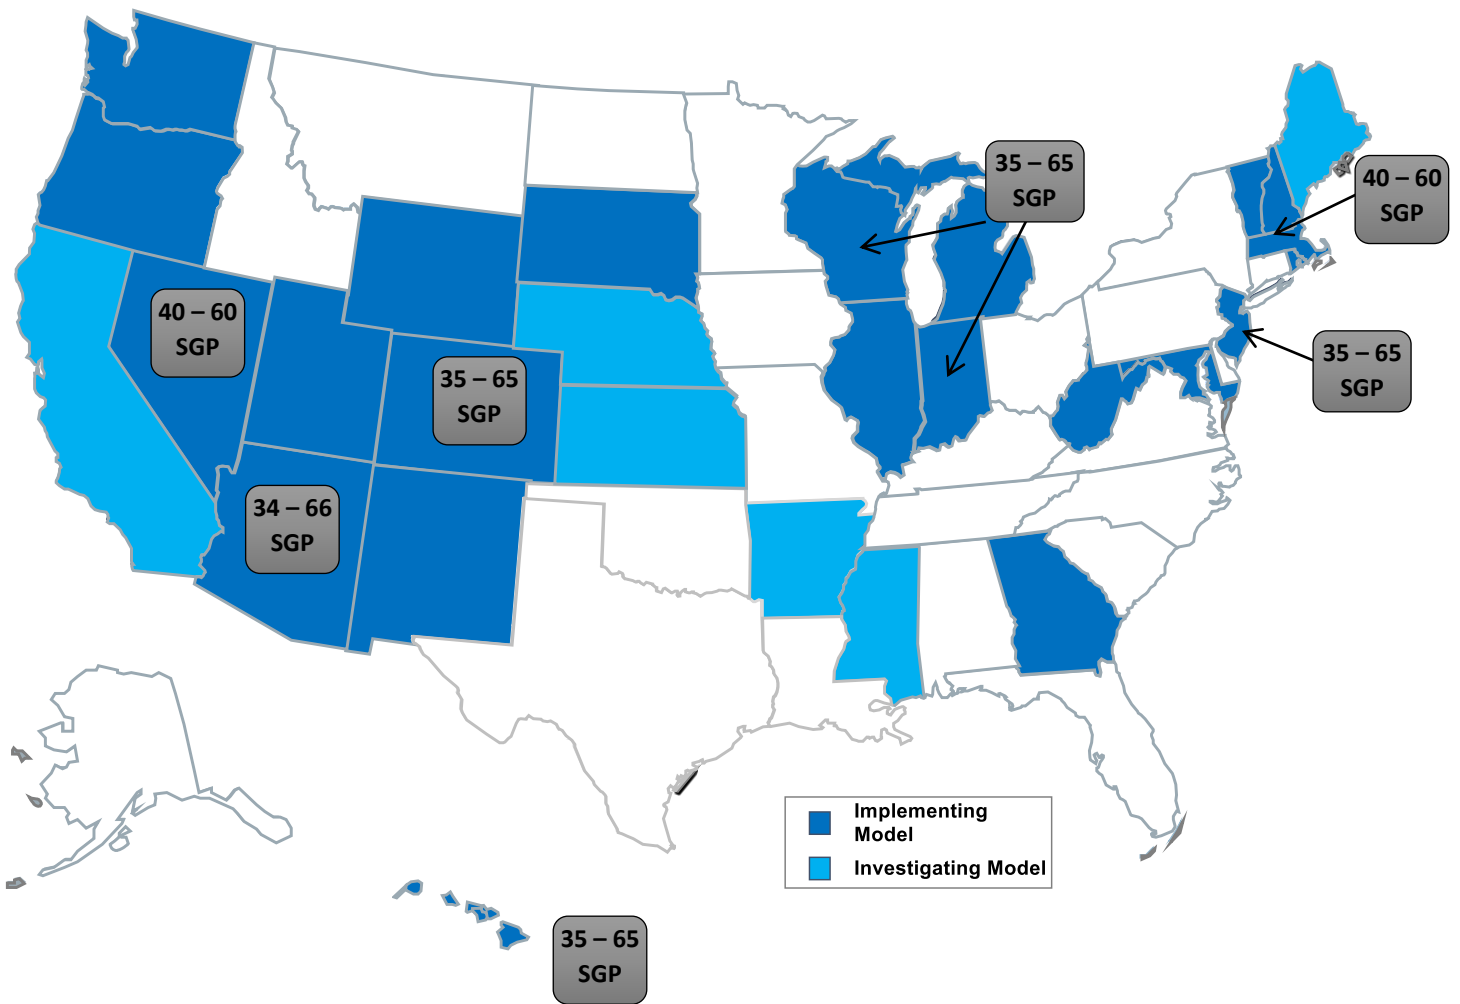 35 – 65
SGP
40 – 60
SGP
40 – 60
SGP
35 – 65
SGP
35 – 65
SGP
34 – 66
SGP
Implementing
Model
Investigating Model
35 – 65
SGP